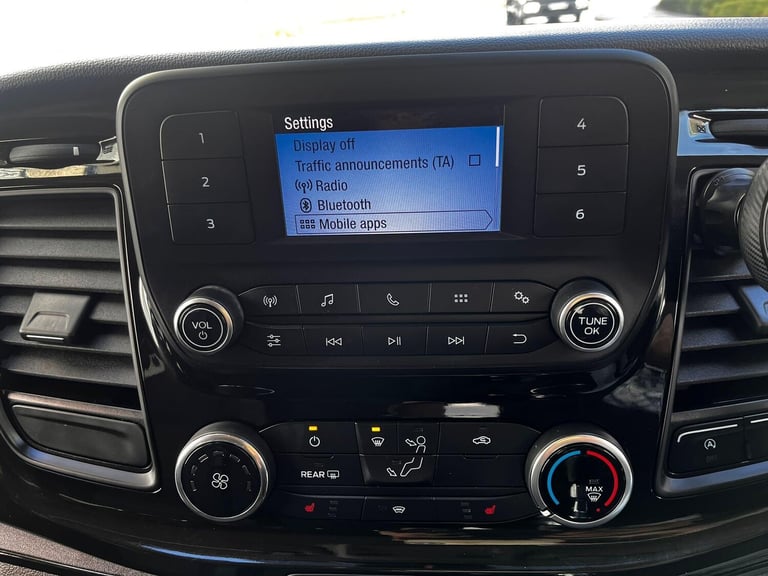 Settings
1
Display off
4
Traffic announcements (TA)
2
Radio
5
Bluetooth
3
Mobile apps
6
VOL
TUNE
OK
REAR
MAX
A